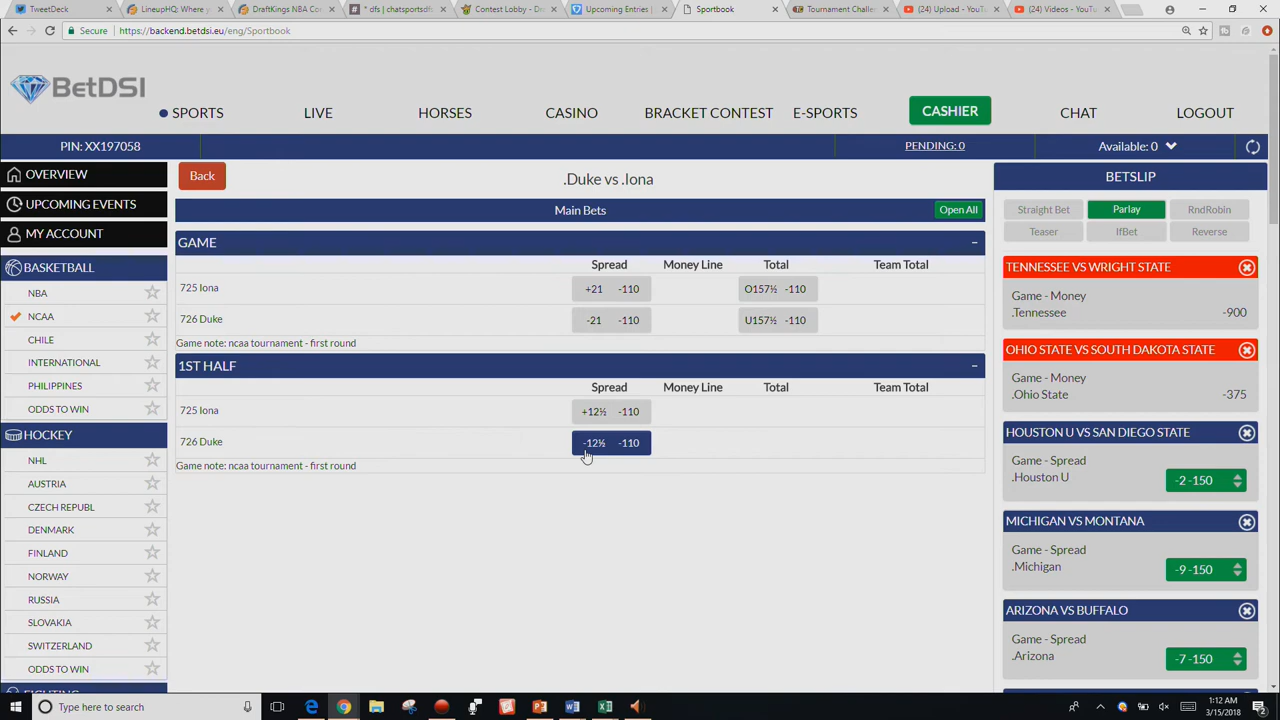 TweetDeck
LineupHQ: Where y
DraftKings NBA Con
* dfs | chatsportsdfs
Contest Lobby - Dra
Upcoming Entries |
Sportbook
Tournament Challen
(24) Upload - YouTu
(24) Videos - YouTu
Secure
https://backend.betdsi.eu/eng/Sportbook
BetDSI
SPORTS
LIVE
HORSES
CASINO
BRACKET CONTEST
E-SPORTS
CASHIER
CHAT
LOGOUT
PIN: XX197058
PENDING: 0
Available: 0
OVERVIEW
UPCOMING EVENTS
MY ACCOUNT
BASKETBALL
NBA
NCAA
CHILE
INTERNATIONAL
PHILIPPINES
ODDS TO WIN
HOCKEY
NHL
AUSTRIA
CZECH REPUBL
DENMARK
FINLAND
NORWAY
RUSSIA
SLOVAKIA
SWITZERLAND
ODDS TO WIN
FIGHTING
Back
.Duke vs .Iona
Main Bets
Open All
GAME
Spread Money Line Total Team Total
725 Iona +21 -110 O157½ -110
726 Duke -21 -110 U157½ -110
Game note: ncaa tournament - first round
1ST HALF
Spread Money Line Total Team Total
725 Iona +12½ -110
726 Duke -12½ -110
Game note: ncaa tournament - first round
BETSLIP
Straight Bet Parlay RndRobin
Teaser IfBet Reverse
TENNESSEE VS WRIGHT STATE
Game - Money
.Tennessee -900
OHIO STATE VS SOUTH DAKOTA STATE
Game - Money
.Ohio State -375
HOUSTON U VS SAN DIEGO STATE
Game - Spread
.Houston U -2 -150
MICHIGAN VS MONTANA
Game - Spread
.Michigan -9 -150
ARIZONA VS BUFFALO
Game - Spread
.Arizona -7 -150
Type here to search
1:12 AM
3/15/2018
2